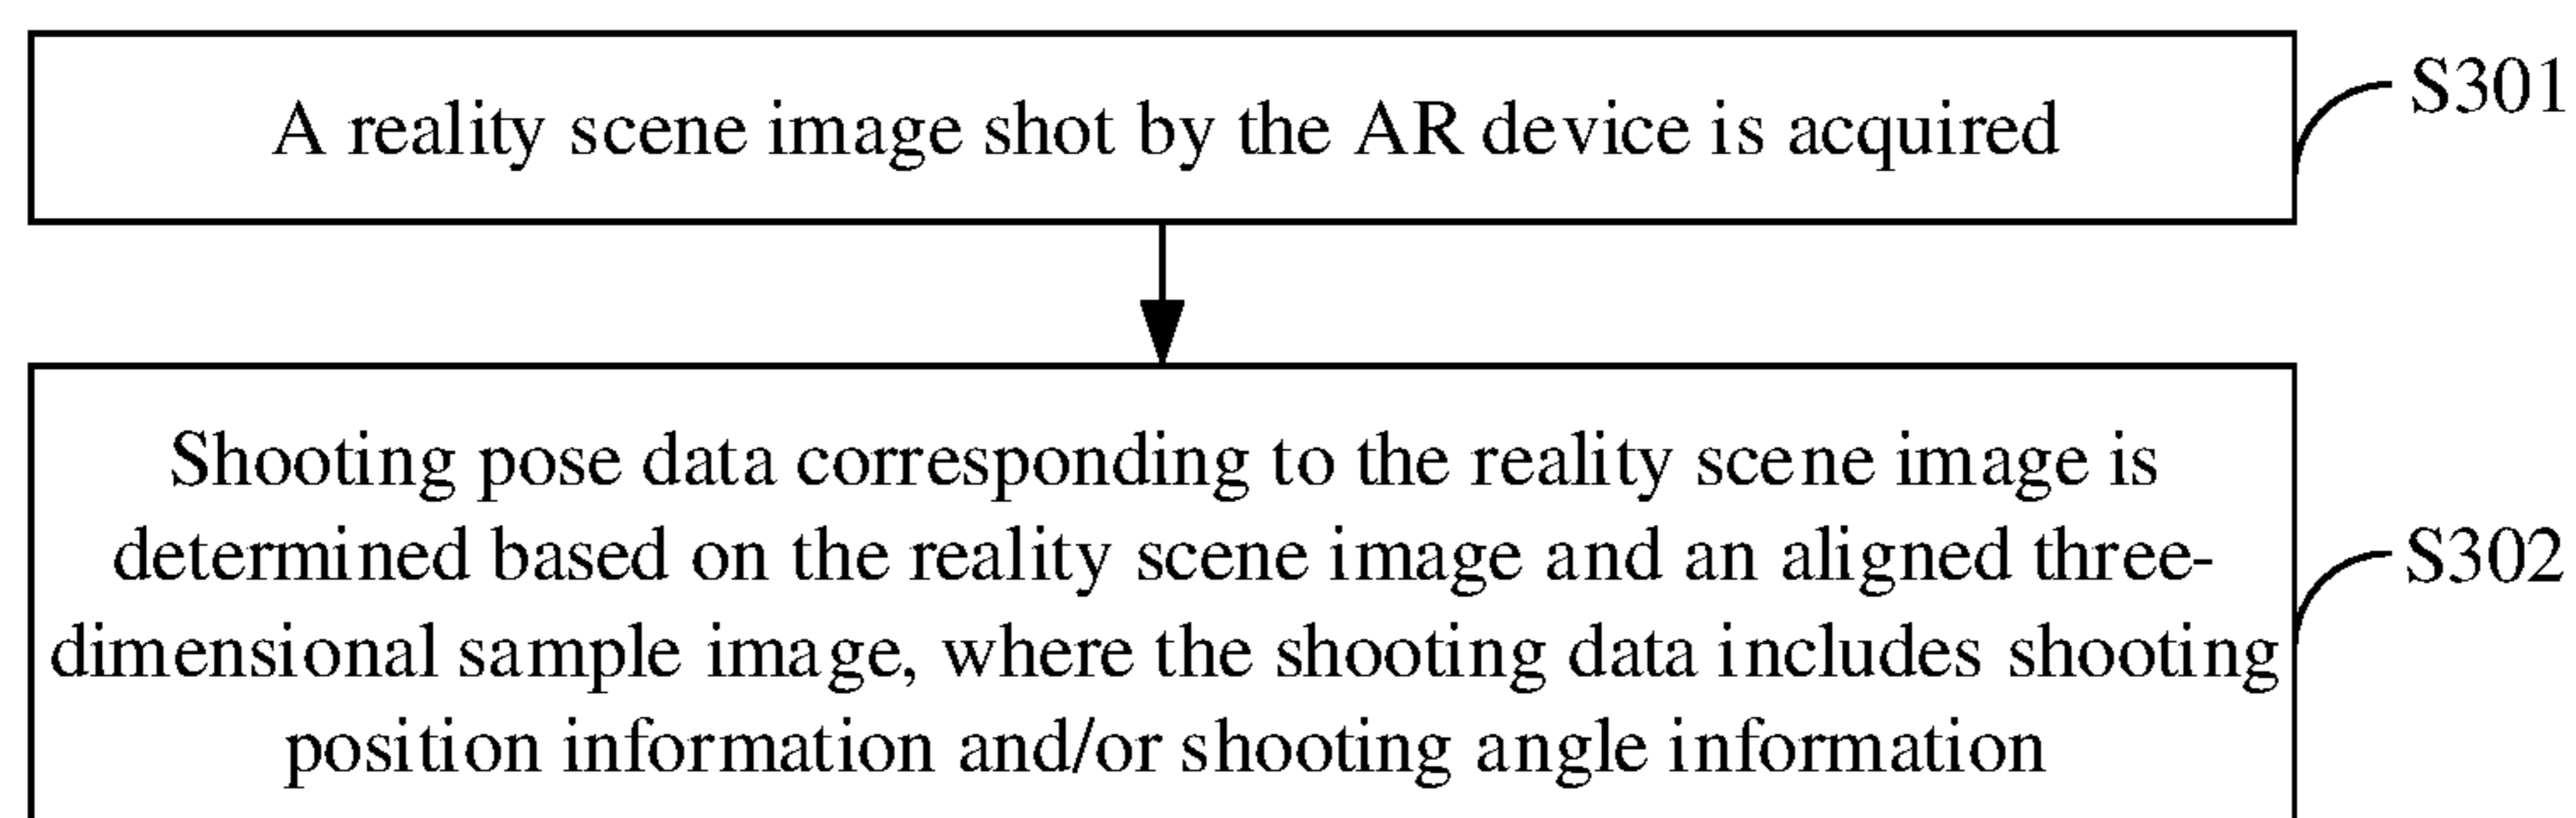 A reality scene image shot by the AR device is acquired
S301
Shooting pose data corresponding to the reality scene image is
determined based on the reality scene image and an aligned three-
dimensional sample image, where the shooting data includes shooting
position information and/or shooting angle information
S302